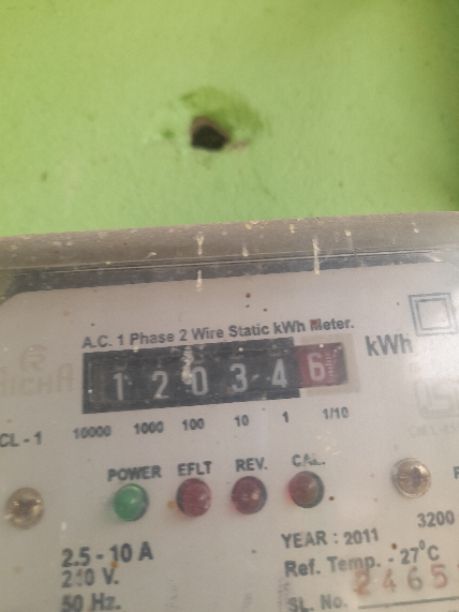 A.C. 1 Phase 2 Wire Static kWh Meter.
1 2 0 3 4 6 kWh
CL - 1 10000 1000 100 10 1 1/10
POWER EFLT REV. CAL.
3200
2.5 - 10 A YEAR : 2011
240 V. Ref. Temp. - 27°C
50 Hz. SL. No. 2465